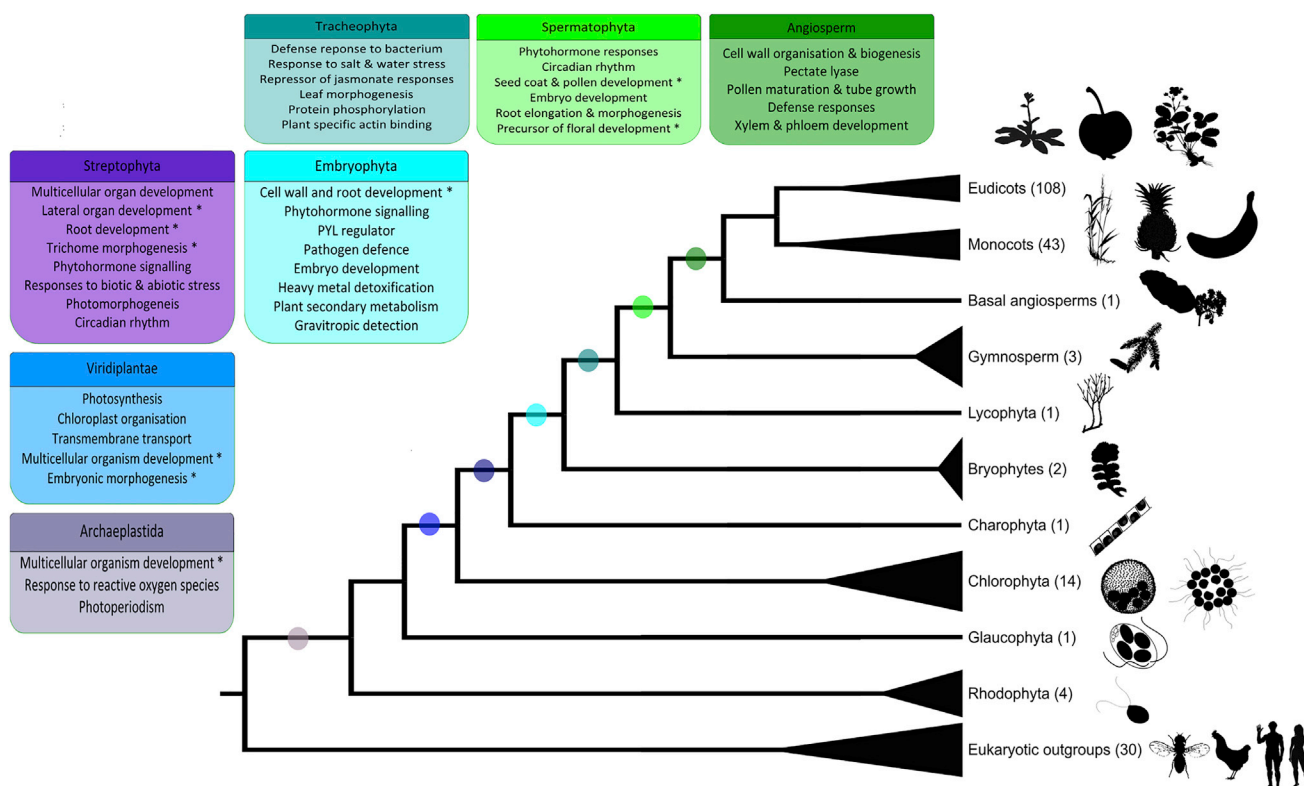 Tracheophyta
Defense reponse to bacterium
Response to salt & water stress
Repressor of jasmonate responses
Leaf morphogenesis
Protein phosphorylation
Plant specific actin binding
Spermatophyta
Phytohormone responses
Circadian rhythm
Seed coat & pollen development *
Embryo development
Root elongation & morphogenesis
Precursor of floral development *
Angiosperm
Cell wall organisation & biogenesis
Pectate lyase
Pollen maturation & tube growth
Defense responses
Xylem & phloem development
Streptophyta
Multicellular organ development
Lateral organ development *
Root development *
Trichome morphogenesis *
Phytohormone signalling
Responses to biotic & abiotic stress
Photomorphogeneis
Circadian rhythm
Embryophyta
Cell wall and root development *
Phytohormone signalling
PYL regulator
Pathogen defence
Embryo development
Heavy metal detoxification
Plant secondary metabolism
Gravitropic detection
Viridiplantae
Photosynthesis
Chloroplast organisation
Transmembrane transport
Multicellular organism development *
Embryonic morphogenesis *
Archaeplastida
Multicellular organism development *
Response to reactive oxygen species
Photoperiodism
Eudicots (108)
Monocots (43)
Basal angiosperms (1)
Gymnosperm (3)
Lycophyta (1)
Bryophytes (2)
Charophyta (1)
Chlorophyta (14)
Glaucophyta (1)
Rhodophyta (4)
Eukaryotic outgroups (30)